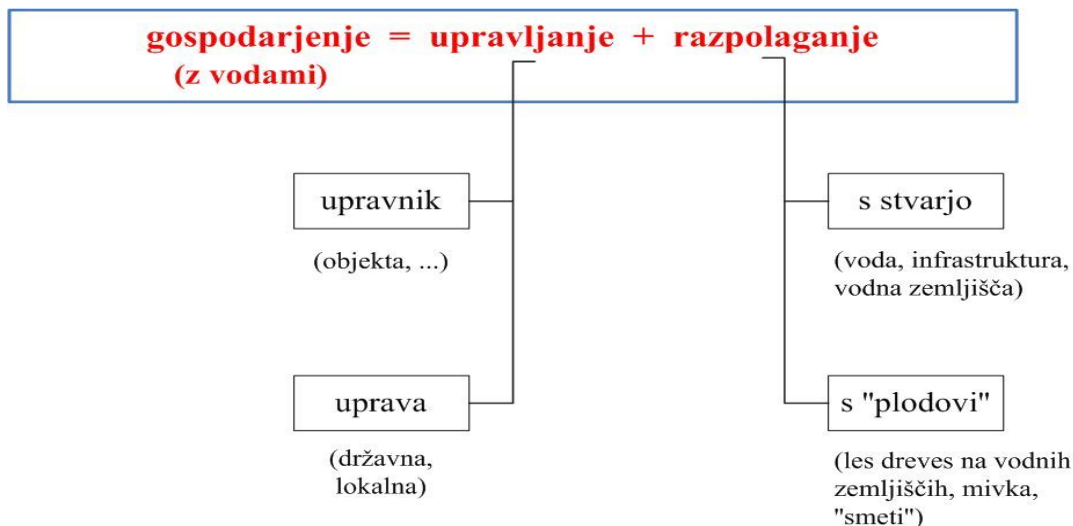 gospodarjenje = upravljanje + razpolaganje
(z vodami)
upravnik
(objekta, ...)
uprava
(državna,
lokalna)
s stvarjo
(voda, infrastruktura,
vodna zemljišča)
s "plodovi"
(les dreves na vodnih
zemljiščih, mivka,
"smeti")